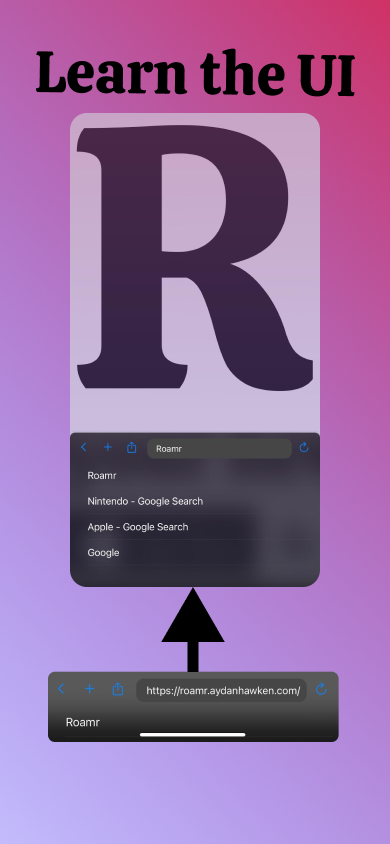 Learn the UI
R
Roamr
Roamr
Nintendo - Google Search
Apple - Google Search
Google
https://roamr.aydanhawken.com/
Roamr